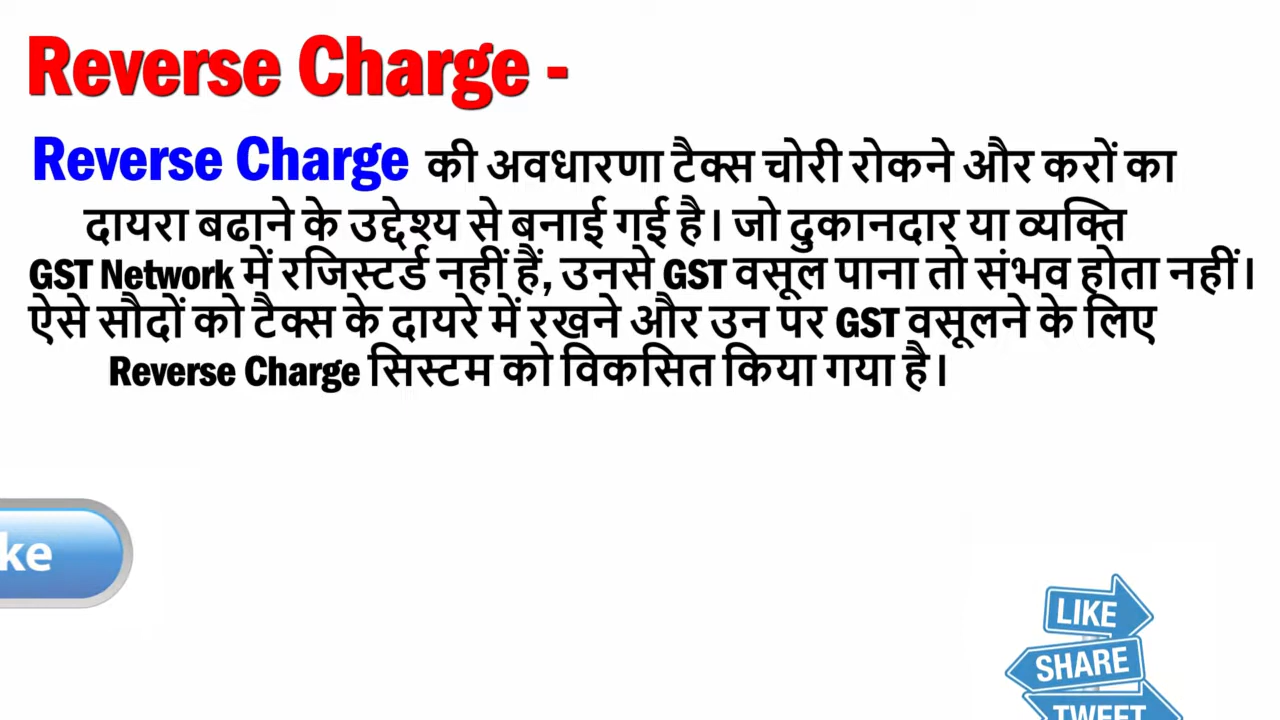 Reverse Charge -
Reverse Charge की अवधारणा टैक्स चोरी रोकने और करों का
दायरा बढाने के उद्देश्य से बनाई गई है। जो दुकानदार या व्यक्ति
GST Network में रजिस्टर्ड नहीं हैं, उनसे GST वसूल पाना तो संभव होता नहीं।
ऐसे सौदों को टैक्स के दायरे में रखने और उन पर GST वसूलने के लिए
Reverse Charge सिस्टम को विकसित किया गया है।
ke
LIKE
SHARE
TWEET